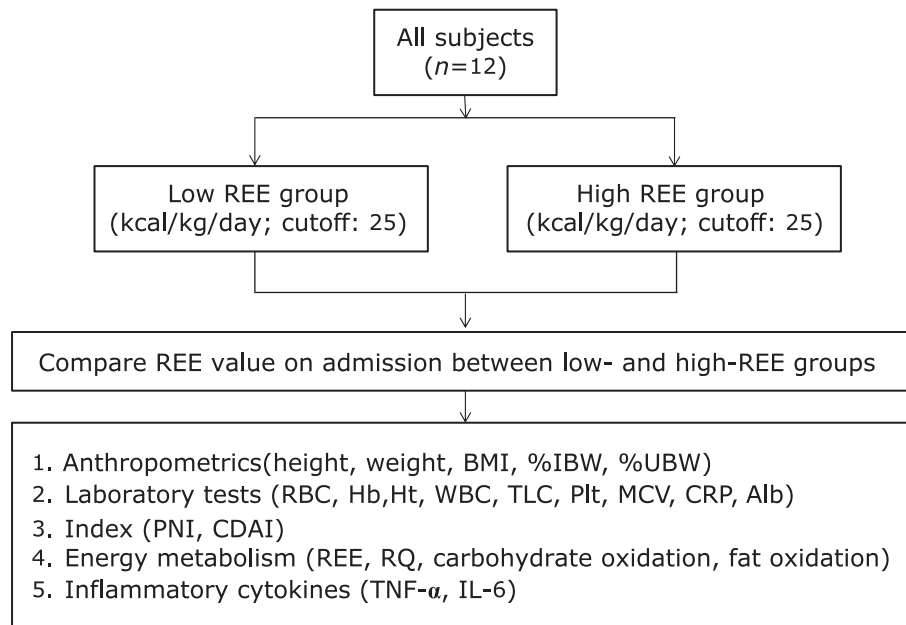 All subjects
(n=12)
Low REE group
(kcal/kg/day; cutoff: 25)
High REE group
(kcal/kg/day; cutoff: 25)
Compare REE value on admission between low- and high-REE groups
1. Anthropometrics(height, weight, BMI, %IBW, %UBW)
2. Laboratory tests (RBC, Hb,Ht, WBC, TLC, Plt, MCV, CRP, Alb)
3. Index (PNI, CDAI)
4. Energy metabolism (REE, RQ, carbohydrate oxidation, fat oxidation)
5. Inflammatory cytokines (TNF-α, IL-6)